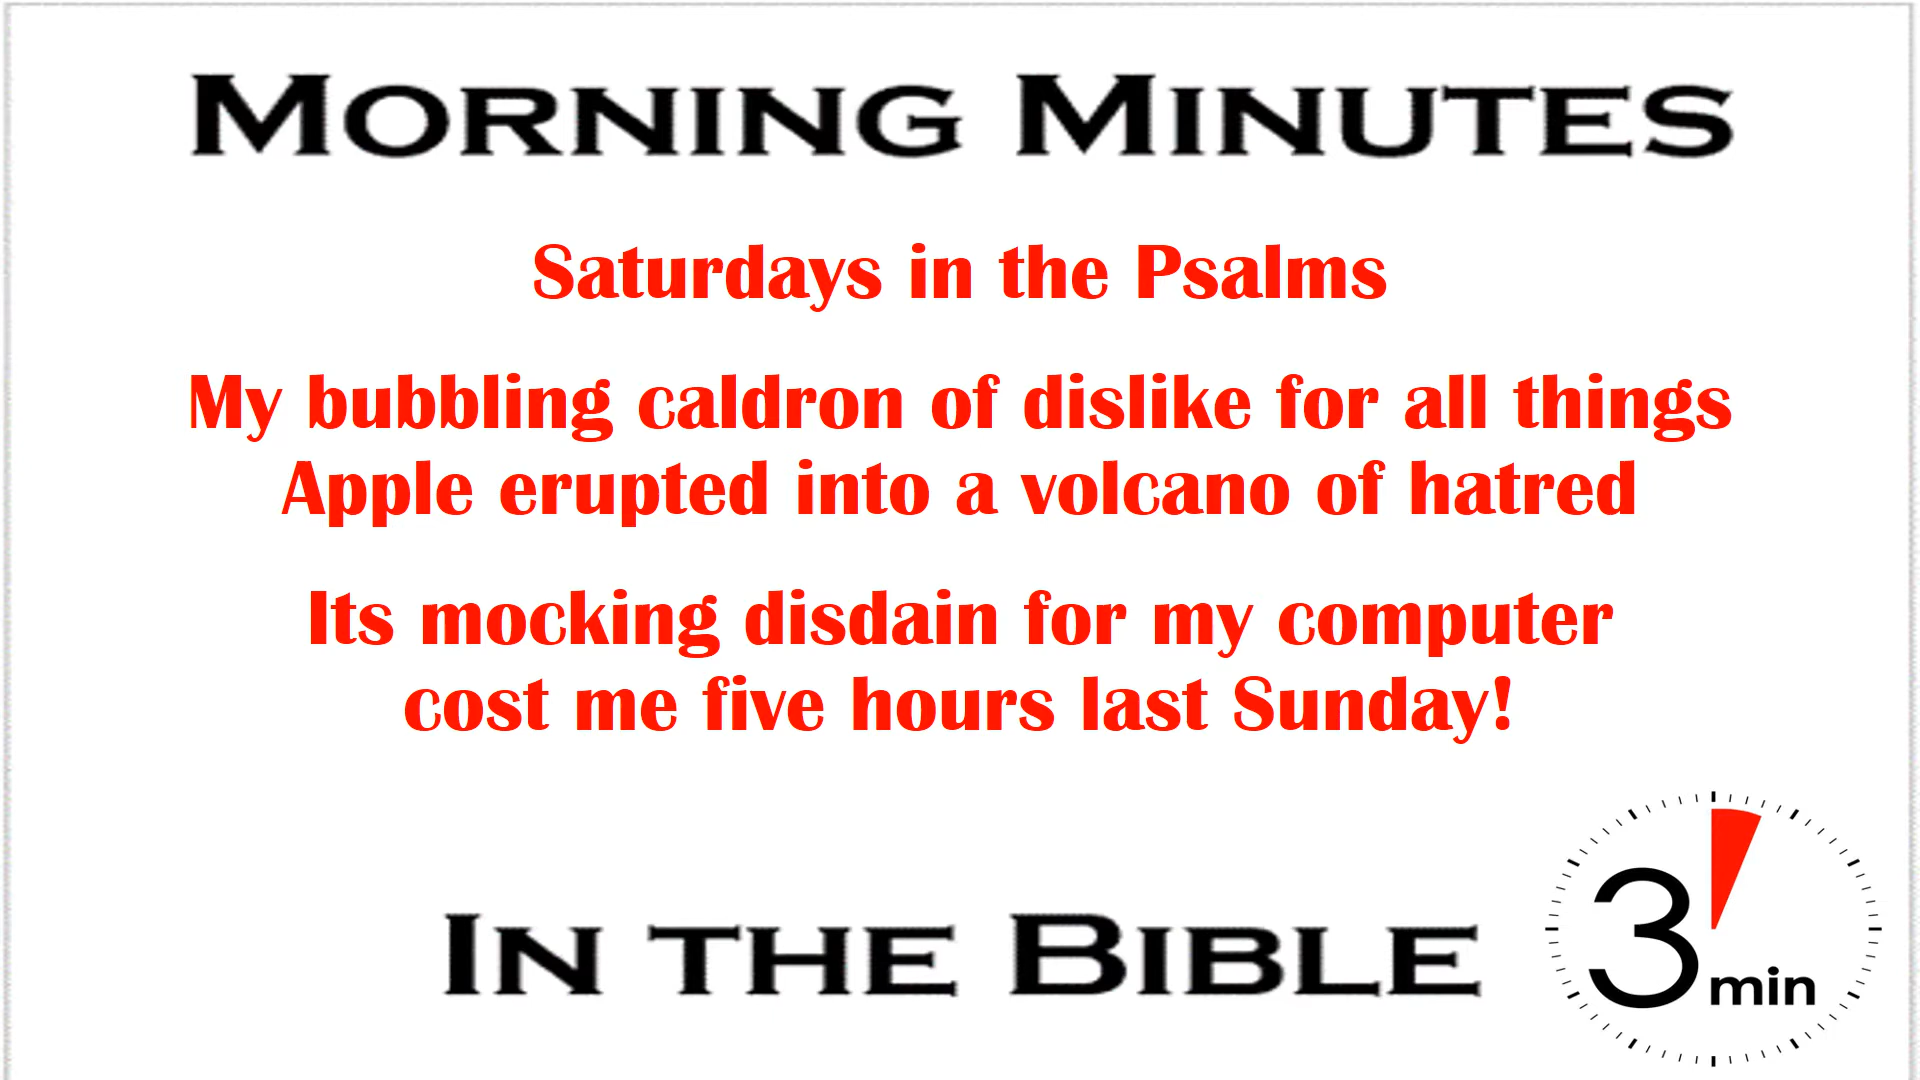 MORNING MINUTES
Saturdays in the Psalms
My bubbling caldron of dislike for all things
Apple erupted into a volcano of hatred
Its mocking disdain for my computer
cost me five hours last Sunday!
IN THE BIBLE
3 min